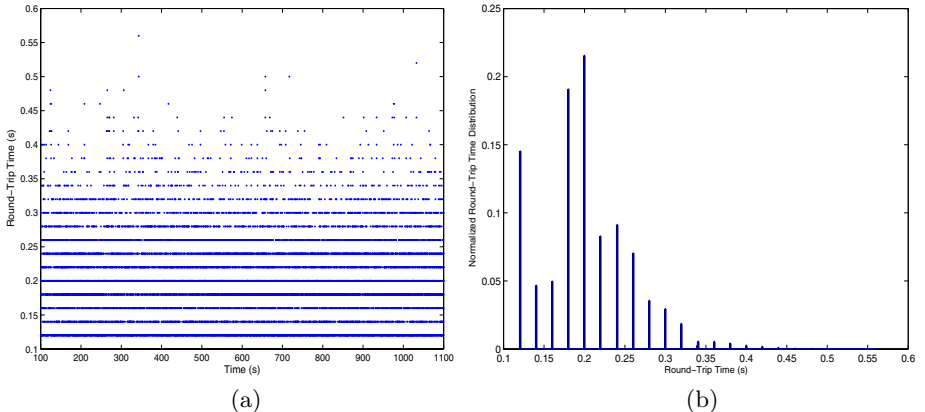 0.6
0.55
0.5
0.45
0.4
0.35
0.3
0.25
0.2
0.15
0.1
Round−Trip Time (s)
100 200 300 400 500 600 700 800 900 1000 1100
Time (s)
(a)
0.25
0.2
0.15
0.1
0.05
0
Normalized Round−Trip Time Distribution
0.1 0.15 0.2 0.25 0.3 0.35 0.4 0.45 0.5 0.55 0.6
Round−Trip Time (s)
(b)